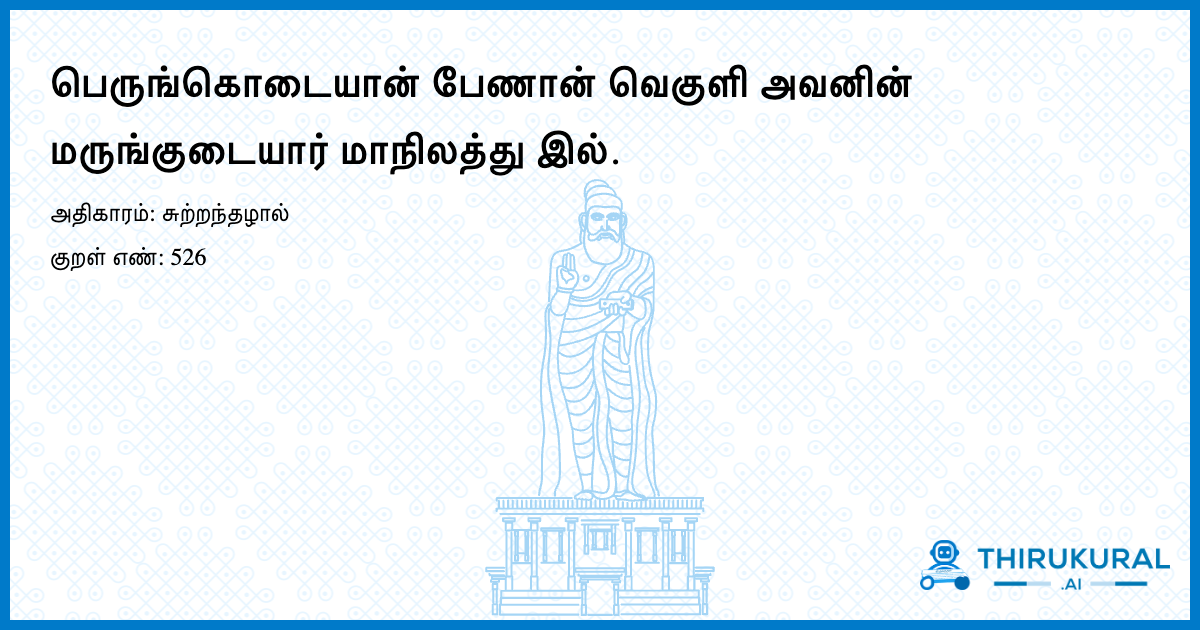 பெருங்கொடையான் பேணான் வெகுளி அவனின்
மருங்குடையார் மாநிலத்து இல்.
அதிகாரம்: சுற்றந்தழால்
குறள் எண்: 526
THIRUKURAL
.AI